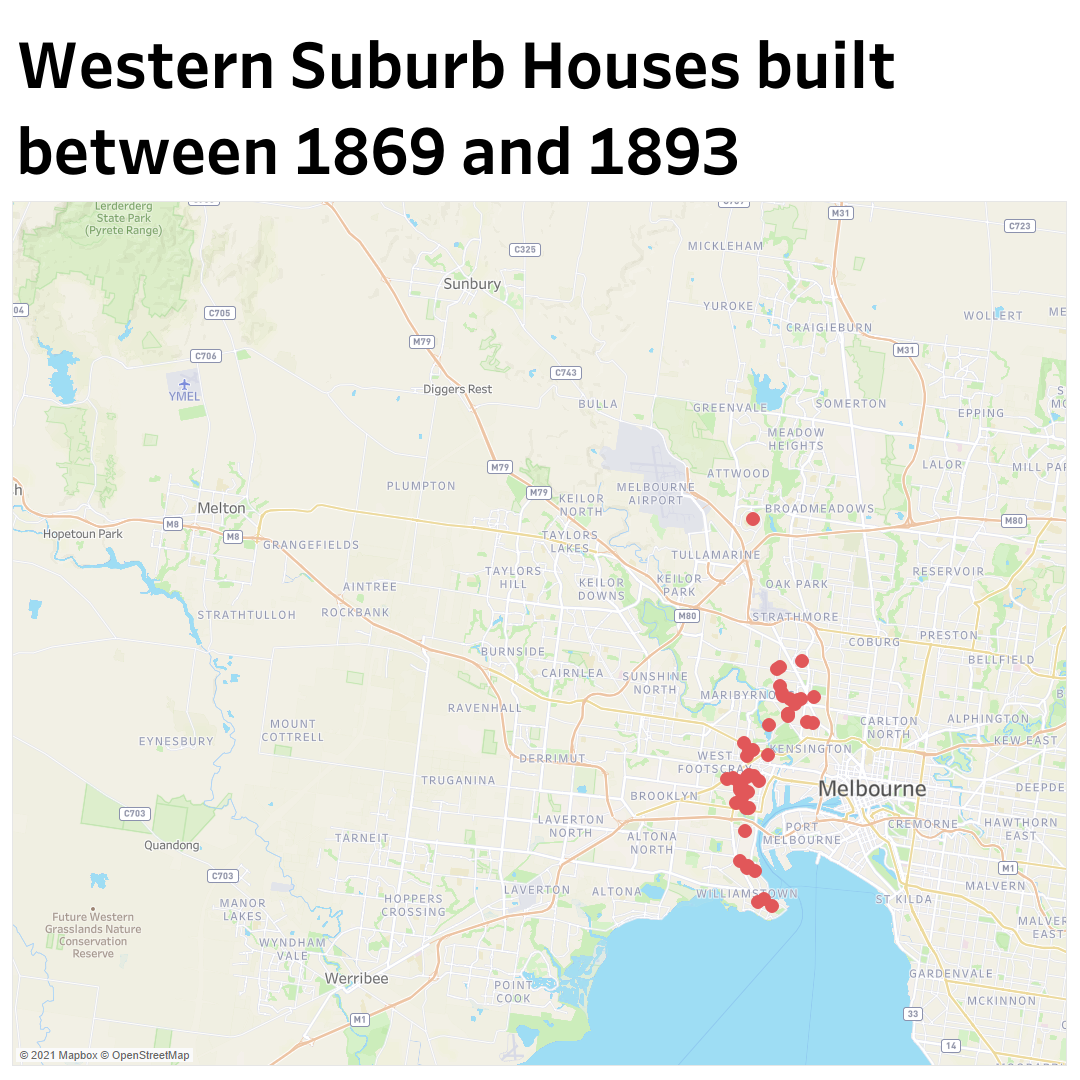 Western Suburb Houses built
between 1869 and 1893
Lerderderg
State Park
(Pyrete Range)
M31
C723
MICKLEHAM
C325
Sunbury
YUROKE
04
C705
WOLLERT
ME
CRAIGIEBURN
M79
M31
C706
C743
YMEL
Diggers Rest
BULLA
GREENVALE
SOMERTON
EPPING
MEADOW
HEIGHTS
M79
LALOR
MILL PAR
ATTWOOD
PLUMPTON
MELBOURNE
AIRPORT
h
M79
KEILOR
NORTH
Melton
BROADMEADOWS
M8
M80
Hopetoun Park
M8
GRANGEFIELDS
TAYLORS
LAKES
TULLAMARINE
TAYLORS
HILL
KEILOR
DOWNS
KEILOR
PARK
RESERVOIR
AINTREE
OAK PARK
STRATHTULLOH
ROCKBANK
M80
STRATHMORE
COBURG
PRESTON
BURNSIDE
BELLFIELD
CAIRNLEA
SUNSHINE
NORTH
MARIBYRNO
RAVENHALL
MOUNT
COTTRELL
CARLTON
NORTH
ALPHINGTON
EYNESBURY
KEW EAST
KENSINGTON
DERRIMUT
WEST
FOOTSCRAY
TRUGANINA
Melbourne
DEEPDE
BROOKLYN
C703
LAVERTON
NORTH
PORT
MELBOURNE
CREMORNE
HAWTHORN
EAST
TARNEIT
ALTONA
NORTH
Quandong
M1
C703
MALVERN
LAVERTON
ALTONA
WILLIAMSTOWN
ST KILDA
MANOR
LAKES
HOPPERS
CROSSING
Future Western
Grasslands Nature
Conservation
Reserve
MALVER
EAST
WYNDHAM
VALE
GARDENVALE
Werribee
POINT
COOK
MCKINNON
M1
33
14
© 2021 Mapbox © OpenStreetMap